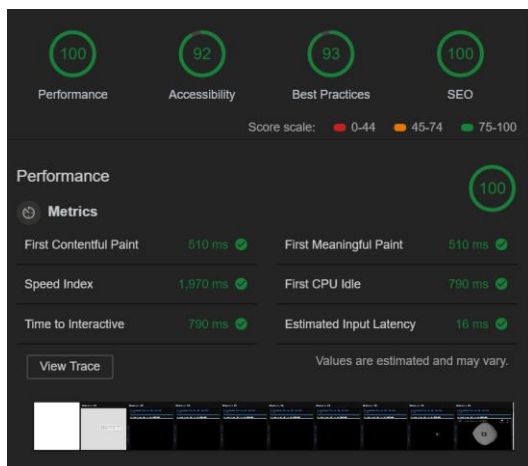 100 92 93 100
Performance Accessibility Best Practices SEO
Score scale: 0-44 45-74 75-100
Performance
100
Metrics
First Contentful Paint 510 ms First Meaningful Paint 510 ms
Speed Index 1,970 ms First CPU Idle 790 ms
Time to Interactive 790 ms Estimated Input Latency 16 ms
View Trace Values are estimated and may vary.